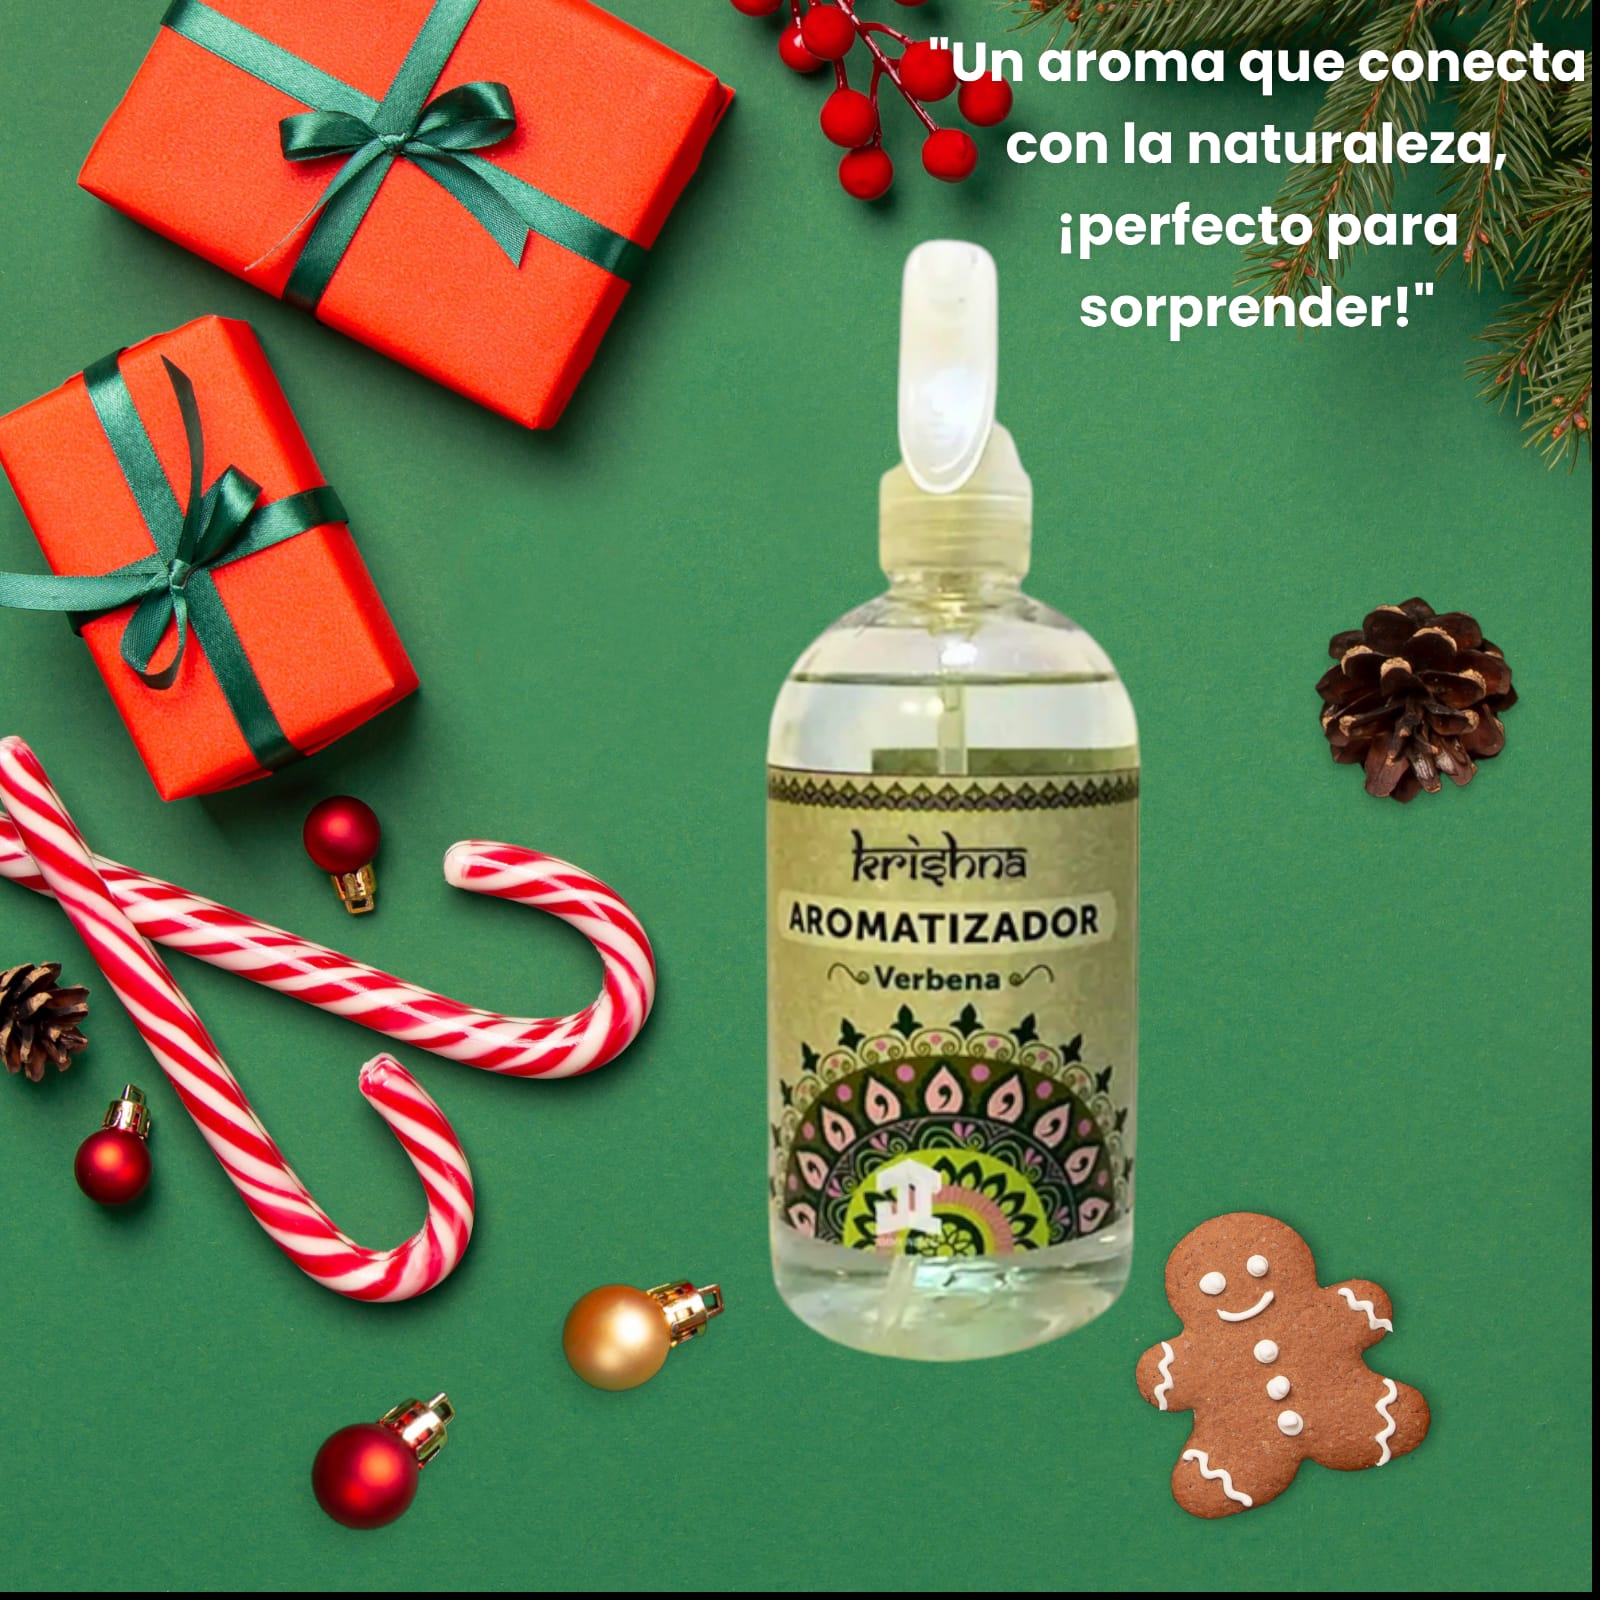 "Un aroma que conecta
con la naturaleza,
¡perfecto para
sorprender!"
krishna
AROMATIZADOR
Verbena